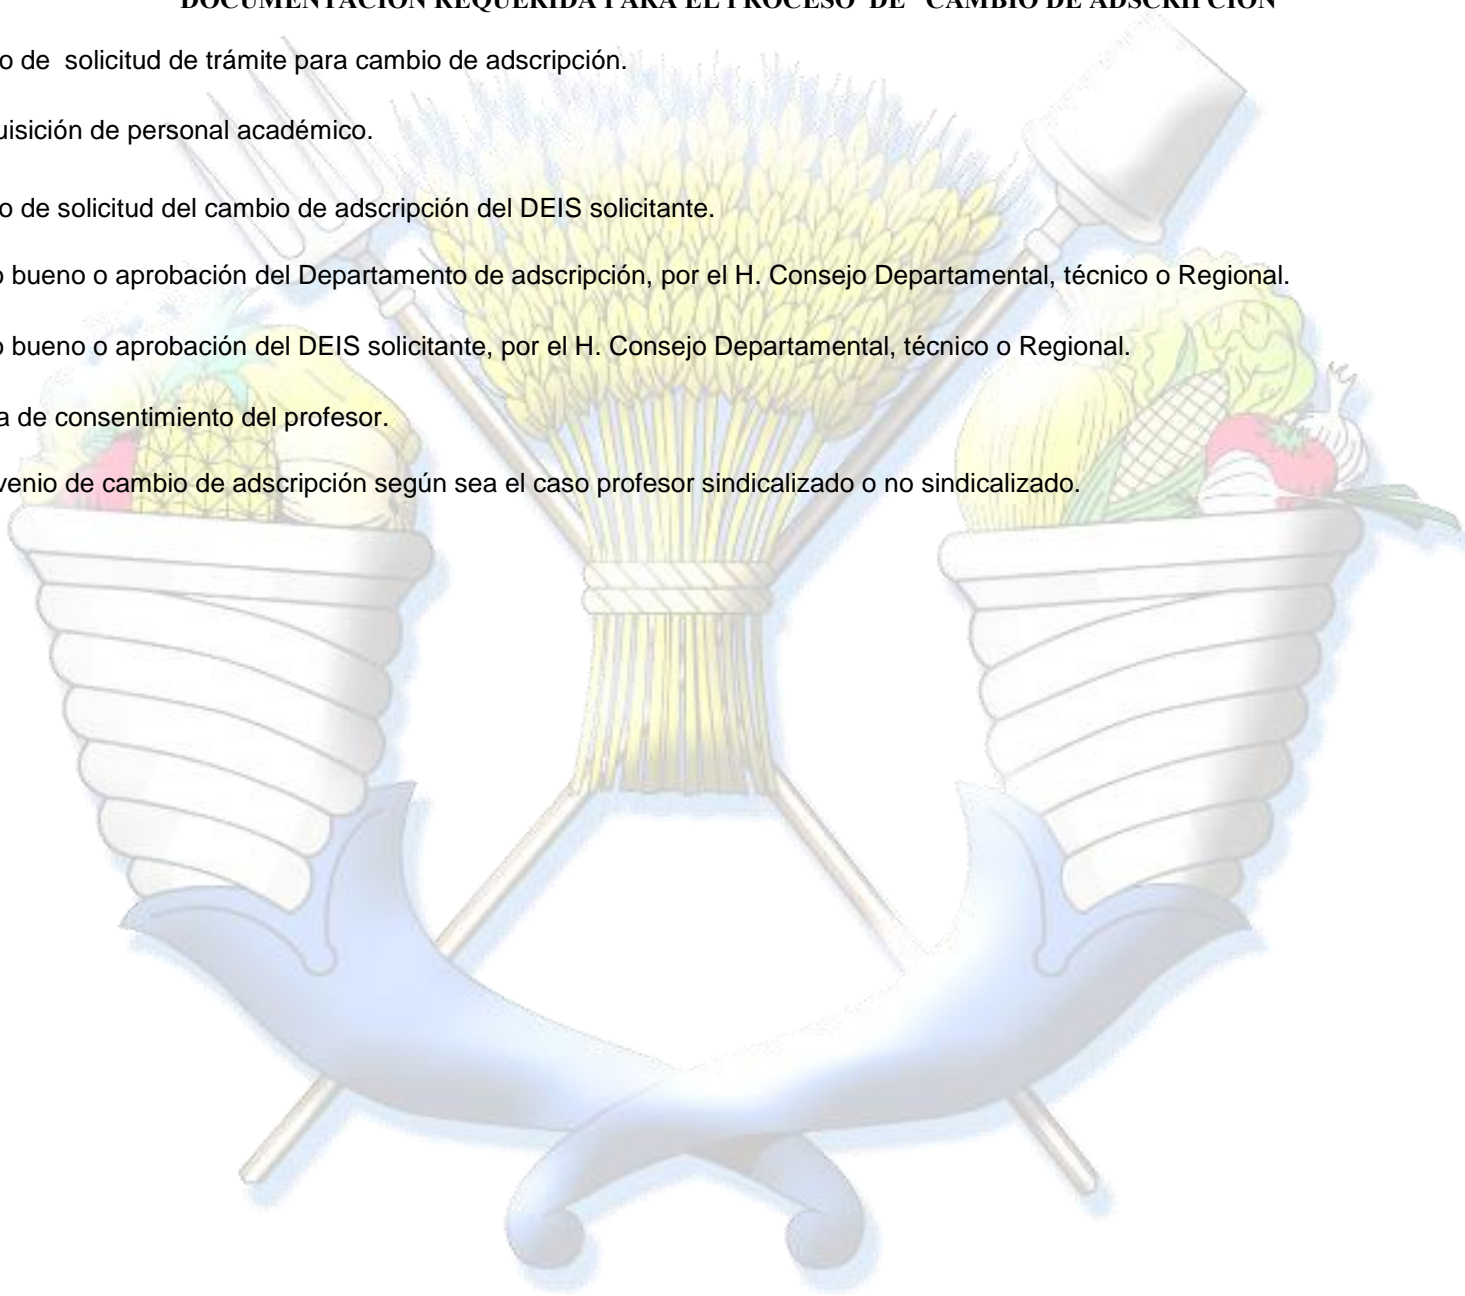 DOCUMENTACIÓN REQUERIDA PARA EL PROCESO DE CAMBIO DE ADSCRIPCIÓN
o de solicitud de trámite para cambio de adscripción.
uisición de personal académico.
o de solicitud del cambio de adscripción del DEIS solicitante.
o bueno o aprobación del Departamento de adscripción, por el H. Consejo Departamental, técnico o Regional.
o bueno o aprobación del DEIS solicitante, por el H. Consejo Departamental, técnico o Regional.
a de consentimiento del profesor.
venio de cambio de adscripción según sea el caso profesor sindicalizado o no sindicalizado.